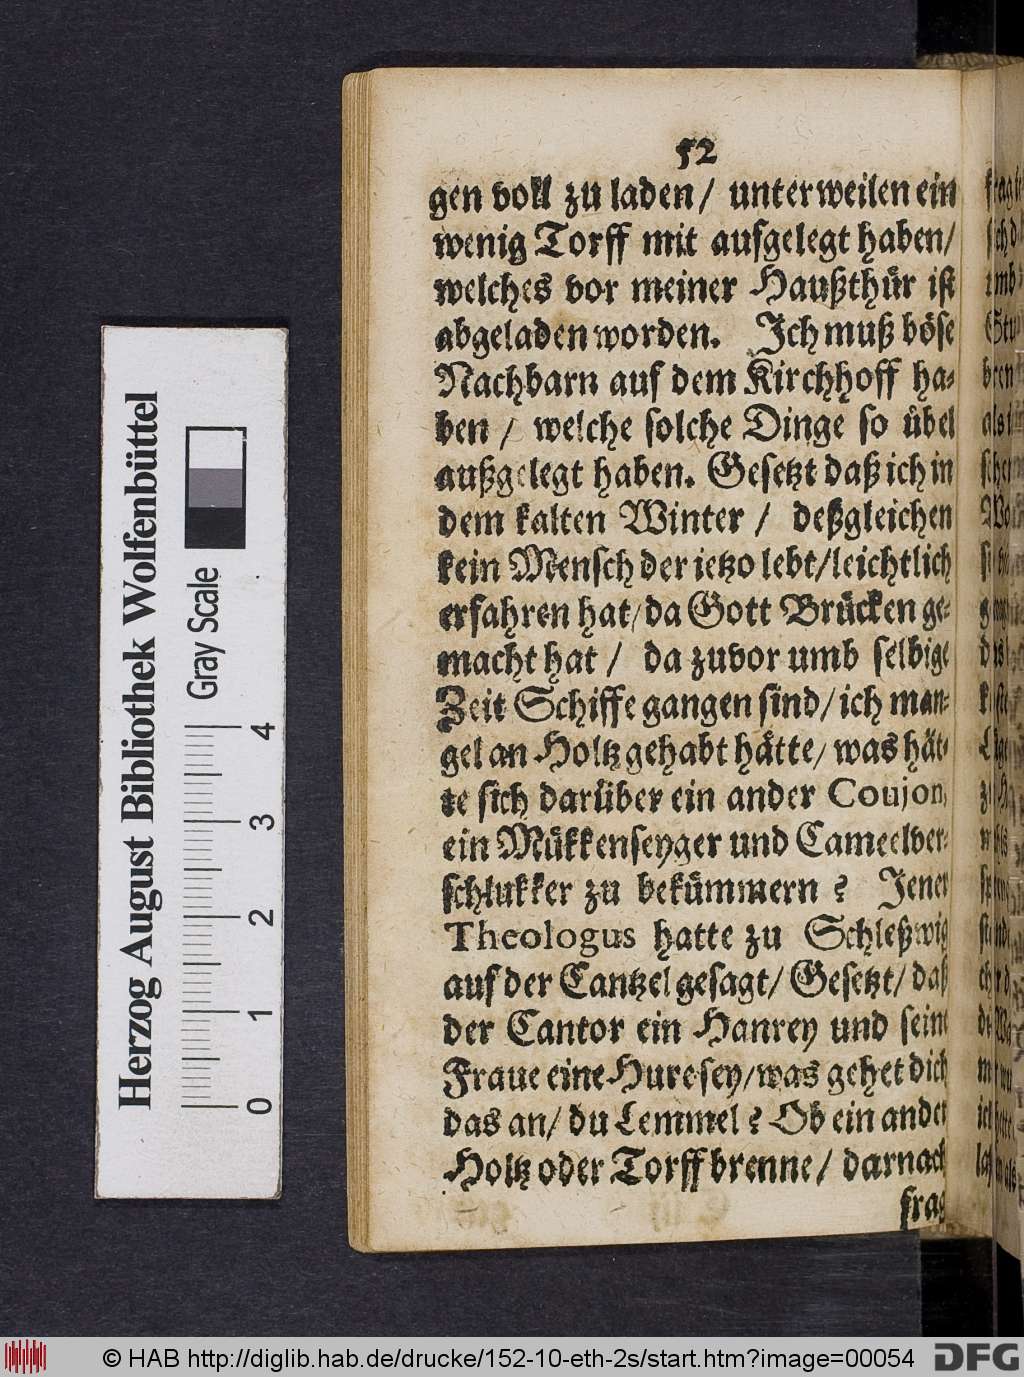 52
gen voll zu laden/ unterweilen ein
wenig Torff mit aufgelegt haben/
welches vor meiner Haußthür ist
abgeladen worden. Ich muß böse
Nachbarn auf dem Kirchhoff ha-
ben / welche solche Dinge so übel
außgelegt haben. Gesetzt daß ich in
dem kalten Winter / deßgleichen
kein Mensch der ietzo lebt/leichtlich
erfahren hat/da Gott Brücken ge-
macht hat / da zuvor umb selbige
Zeit Schiffe gangen sind/ ich man-
gel an Holtz gehabt hätte/ was hät-
te sich darüber ein ander Coujon,
ein Mükkenseyger und Cameelver-
schlukker zu bekümmern ? Jener
Theologus hatte zu Schleßwig
auf der Cantzel gesagt/ Gesetzt/ daß
der Cantor ein Hanrey und seine
Fraue eine Hure sey/was gehet dich
das an/ du Lemmel ? Ob ein ander
Holtz oder Torff brenne/ darnach
frag
Herzog August Bibliothek Wolfenbüttel
Gray Scale
0 1 2 3 4
© HAB http://diglib.hab.de/drucke/152-10-eth-2s/start.htm?image=00054
DFG